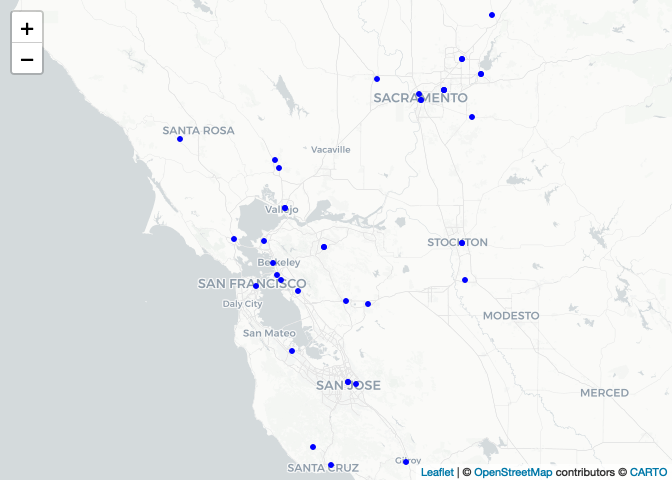 +
−
SACRAMENTO
SANTA ROSA
Vacaville
Vallejo
STOCKTON
Berkeley
SAN FRANCISCO
Daly City
MODESTO
San Mateo
SAN JOSE
MERCED
Gilroy
SANTA CRUZ
Leaflet | © OpenStreetMap contributors © CARTO